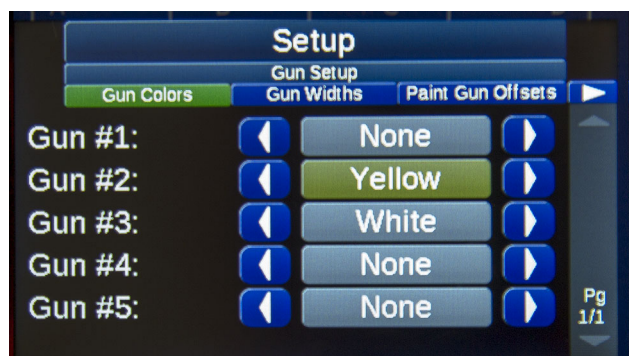 Setup
Gun Setup
Gun Colors Gun Widths Paint Gun Offsets
Gun #1: None
Gun #2: Yellow
Gun #3: White
Gun #4: None
Gun #5: None
Pg
1/1